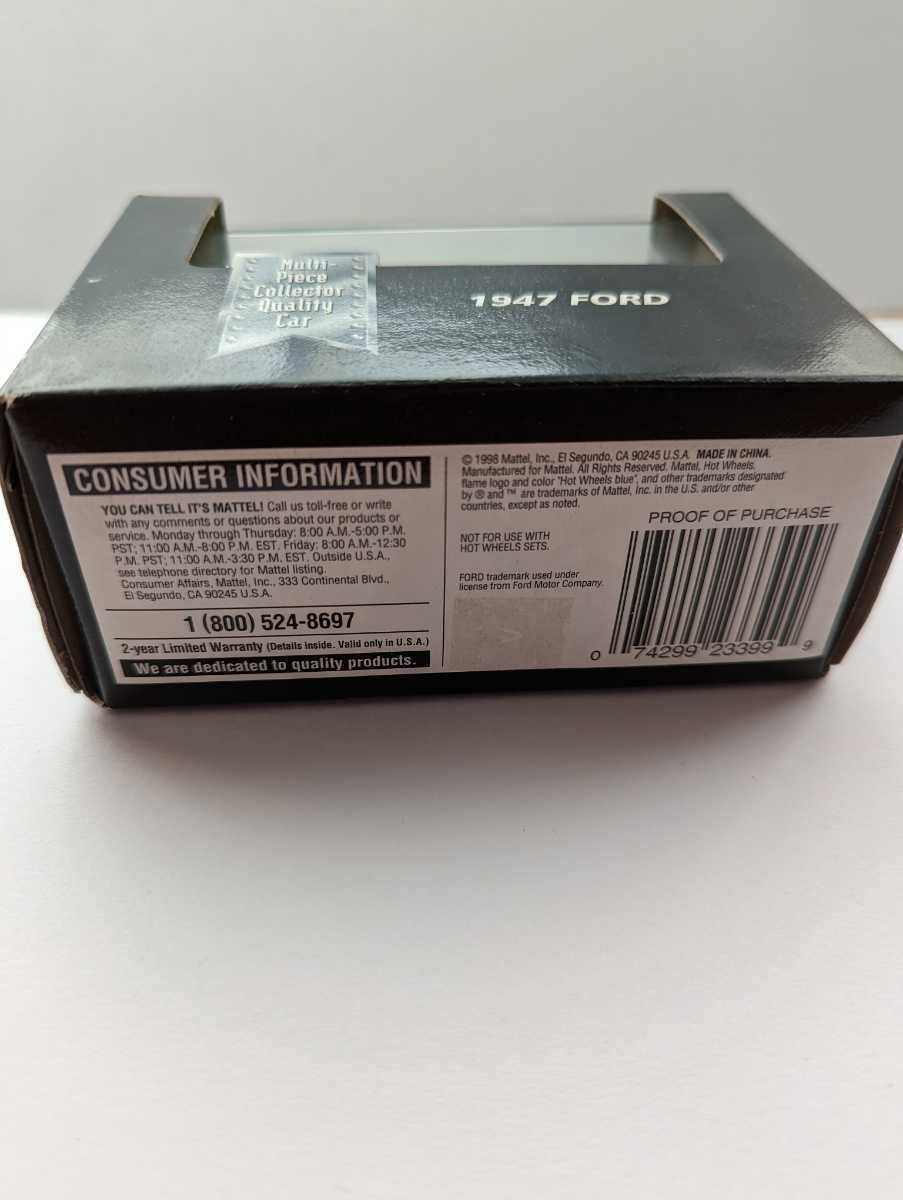 Multi-
Piece
Collector
Quality
Car
1947 FORD
CONSUMER INFORMATION
YOU CAN TELL IT'S MATTEL! Call us toll-free or write
with any comments or questions about our products or
service. Monday through Thursday: 8:00 A.M.-5:00 P.M.
PST; 11:00 A.M.-8:00 P.M. EST. Friday: 8:00 A.M.-12:30
P.M. PST; 11:00 A.M.-3:30 P.M. EST. Outside U.S.A.,
see telephone directory for Mattel listing.
Consumer Affairs, Mattel, Inc., 333 Continental Blvd.,
El Segundo, CA 90245 U.S.A.
1 (800) 524-8697
2-year Limited Warranty (Details inside. Valid only in U.S.A.)
We are dedicated to quality products.
© 1998 Mattel, Inc., El Segundo, CA 90245 U.S.A. MADE IN CHINA.
Manufactured for Mattel. All Rights Reserved. Mattel, Hot Wheels,
flame logo and color "Hot Wheels blue", and other trademarks designated
by ® and ™ are trademarks of Mattel, Inc. in the U.S. and/or other
countries, except as noted.
NOT FOR USE WITH
HOT WHEELS SETS.
FORD trademark used under
license from Ford Motor Company.
PROOF OF PURCHASE
0 74299 23399 9